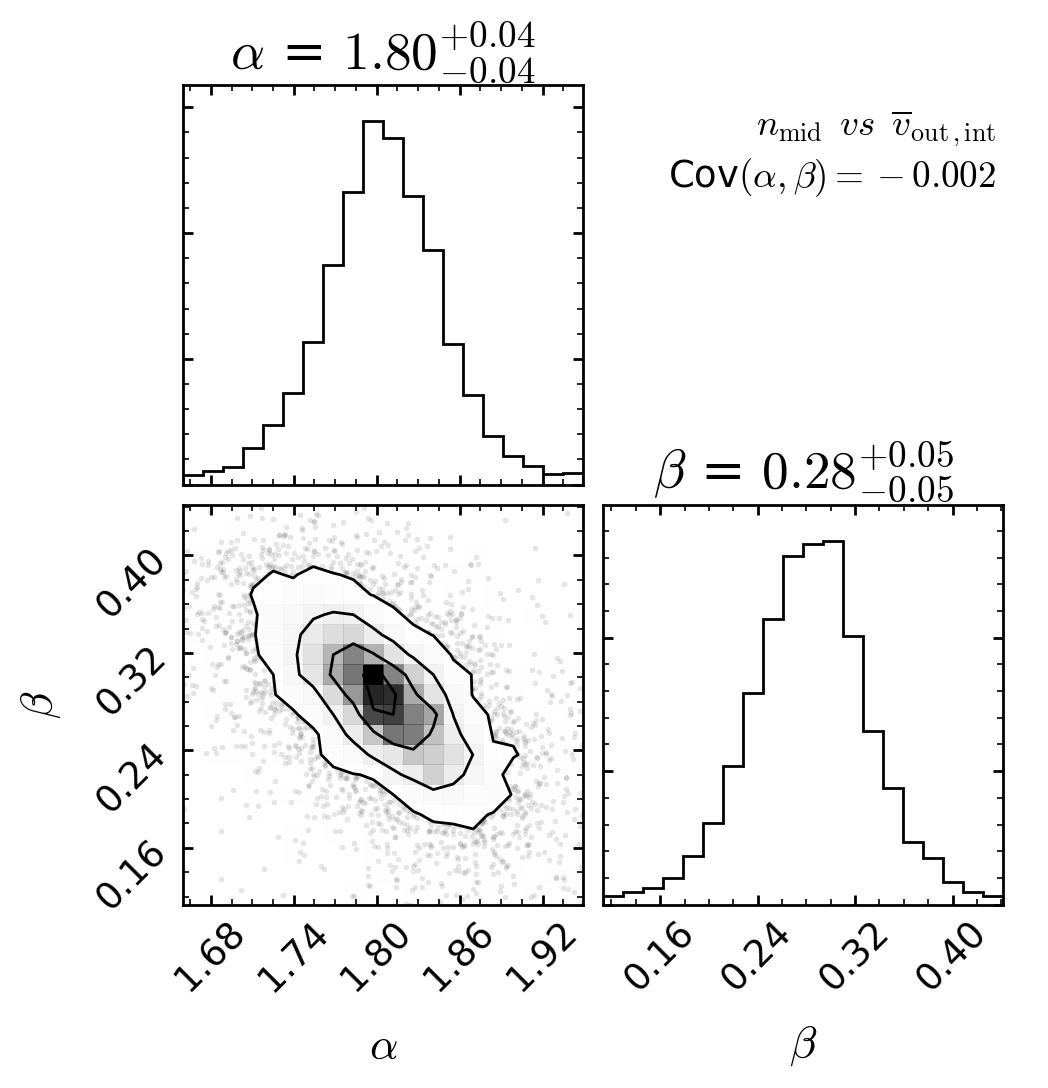 α = 1.80+0.04 −0.04
n_mid vs v̅_out,int
Cov(α, β) = −0.002
β = 0.28+0.05 −0.05
0.40
0.32
0.24
0.16
β
1.68 1.74 1.80 1.86 1.92
0.16 0.24 0.32 0.40
α
β